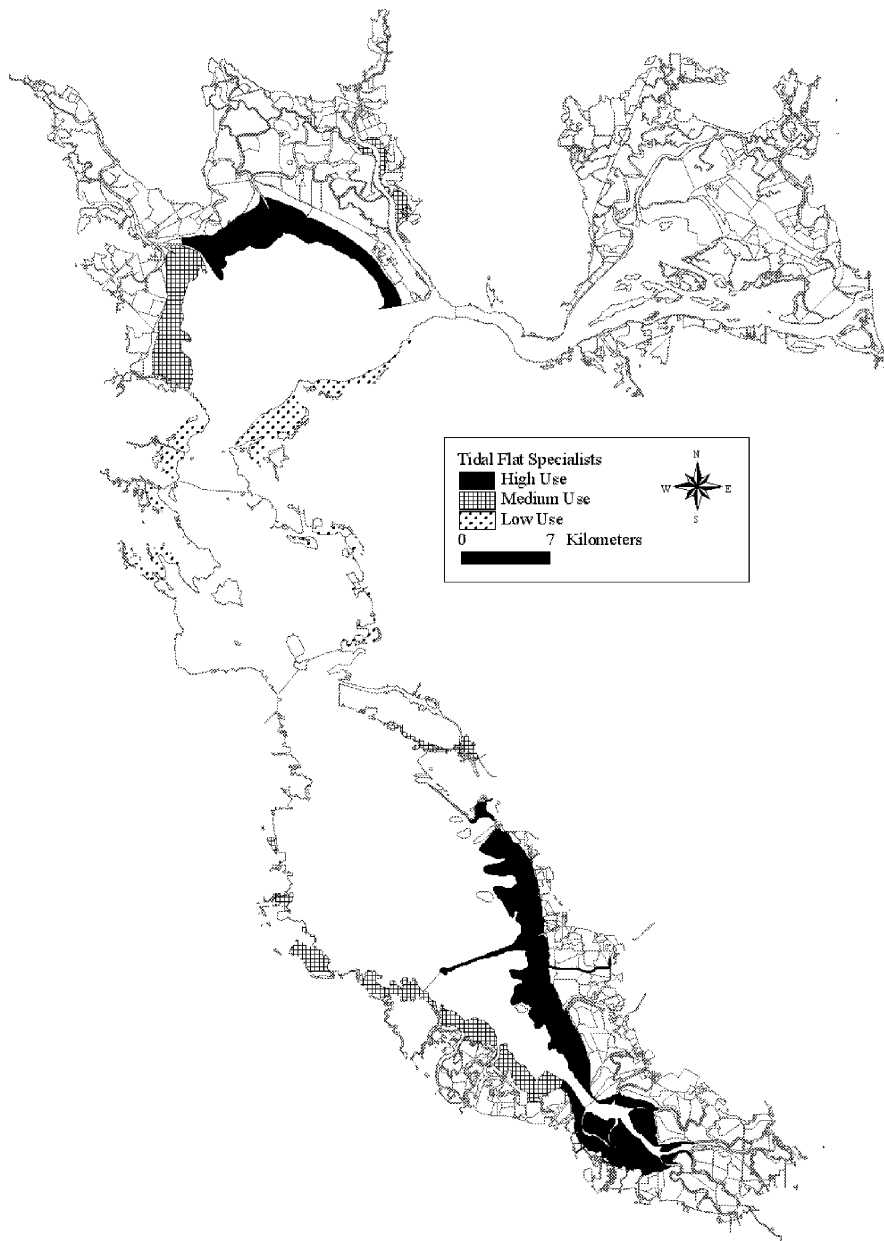 Tidal Flat Specialists
High Use
Medium Use
Low Use
0 7 Kilometers
N
W E
S